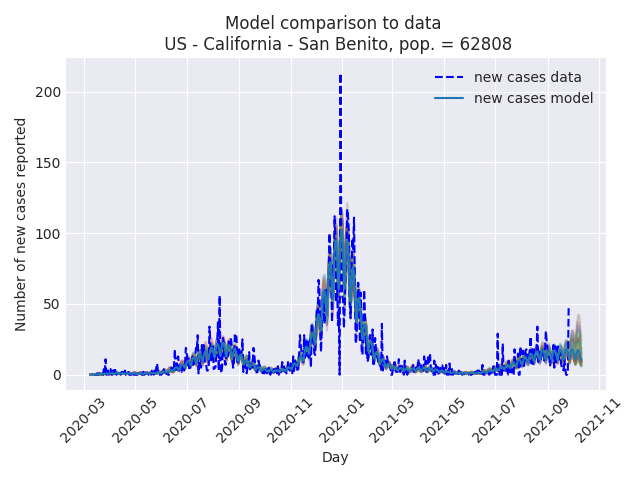 Model comparison to data
US - California - San Benito, pop. = 62808
new cases data
new cases model
Number of new cases reported
200
150
100
50
0
2020-03
2020-05
2020-07
2020-09
2020-11
2021-01
2021-03
2021-05
2021-07
2021-09
2021-11
Day